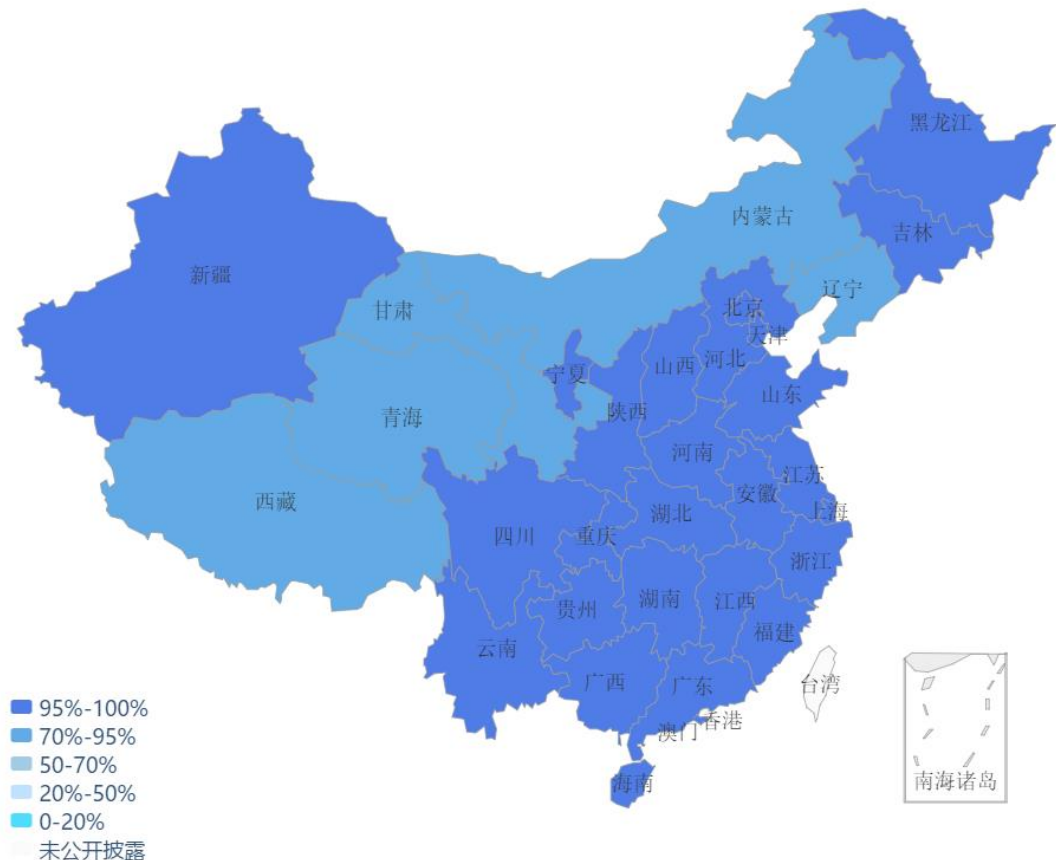 黑龙江
内蒙古
吉林
新疆
辽宁
甘肃
北京
天津
宁夏
山西
河北
山东
青海
陕西
河南
江苏
安徽
西藏
上海
湖北
四川
重庆
浙江
湖南
江西
贵州
福建
云南
广西
广东
台湾
香港
澳门
海南
南海诸岛
95%-100%
70%-95%
50-70%
20%-50%
0-20%
未公开披露